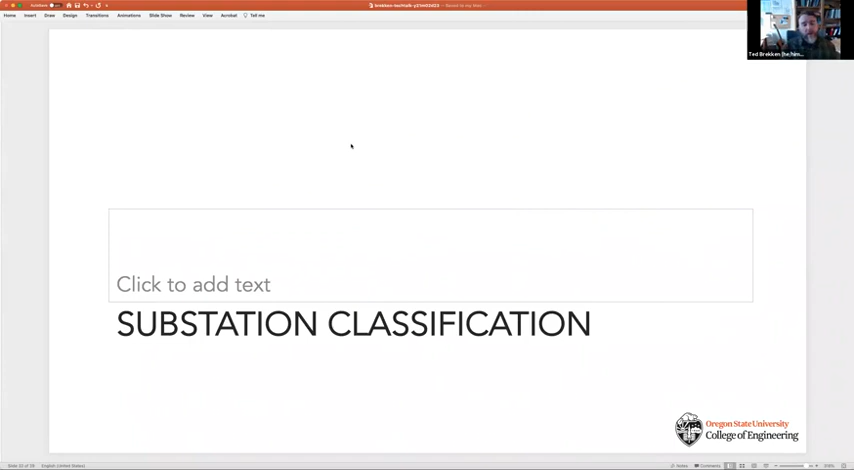 AutoSave
Home Insert Draw Design Transitions Animations Slide Show Review View Acrobat Tell me
Ted Brekken (he him...
Click to add text
SUBSTATION CLASSIFICATION
Oregon State University
College of Engineering
English (United States)
Notes Comments